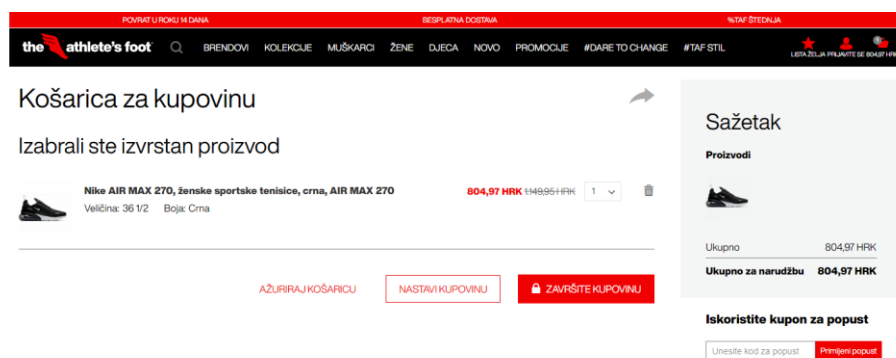 POVRAT U ROKU 14 DANA
BESPLATNA DOSTAVA
%TAF ŠTEDNJA
the athlete's foot
BRENDOVI KOLEKCIJE MUŠKARCI ŽENE DJECA NOVO PROMOCIJE #DARE TO CHANGE #TAF STIL
LISTA ŽELJA PRIJAVITE SE 804,97 HRK
Košarica za kupovinu
Izabrali ste izvrstan proizvod
Nike AIR MAX 270, ženske sportske tenisice, crna, AIR MAX 270
804,97 HRK 1.149,95 HRK 1
Veličina: 36 1/2 Boja: Crna
AŽURIRAJ KOŠARICU
NASTAVI KUPOVINU
ZAVRŠITE KUPOVINU
Sažetak
Proizvodi
Ukupno 804,97 HRK
Ukupno za narudžbu 804,97 HRK
Iskoristite kupon za popust
Unesite kod za popust
Primijeni popust